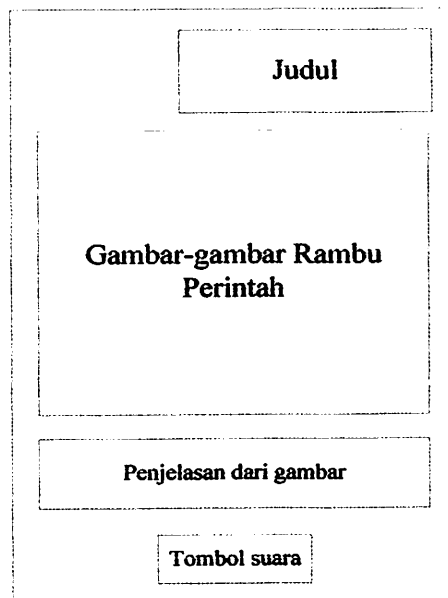 Judul
Gambar-gambar Rambu
Perintah
Penjelasan dari gambar
Tombol suara